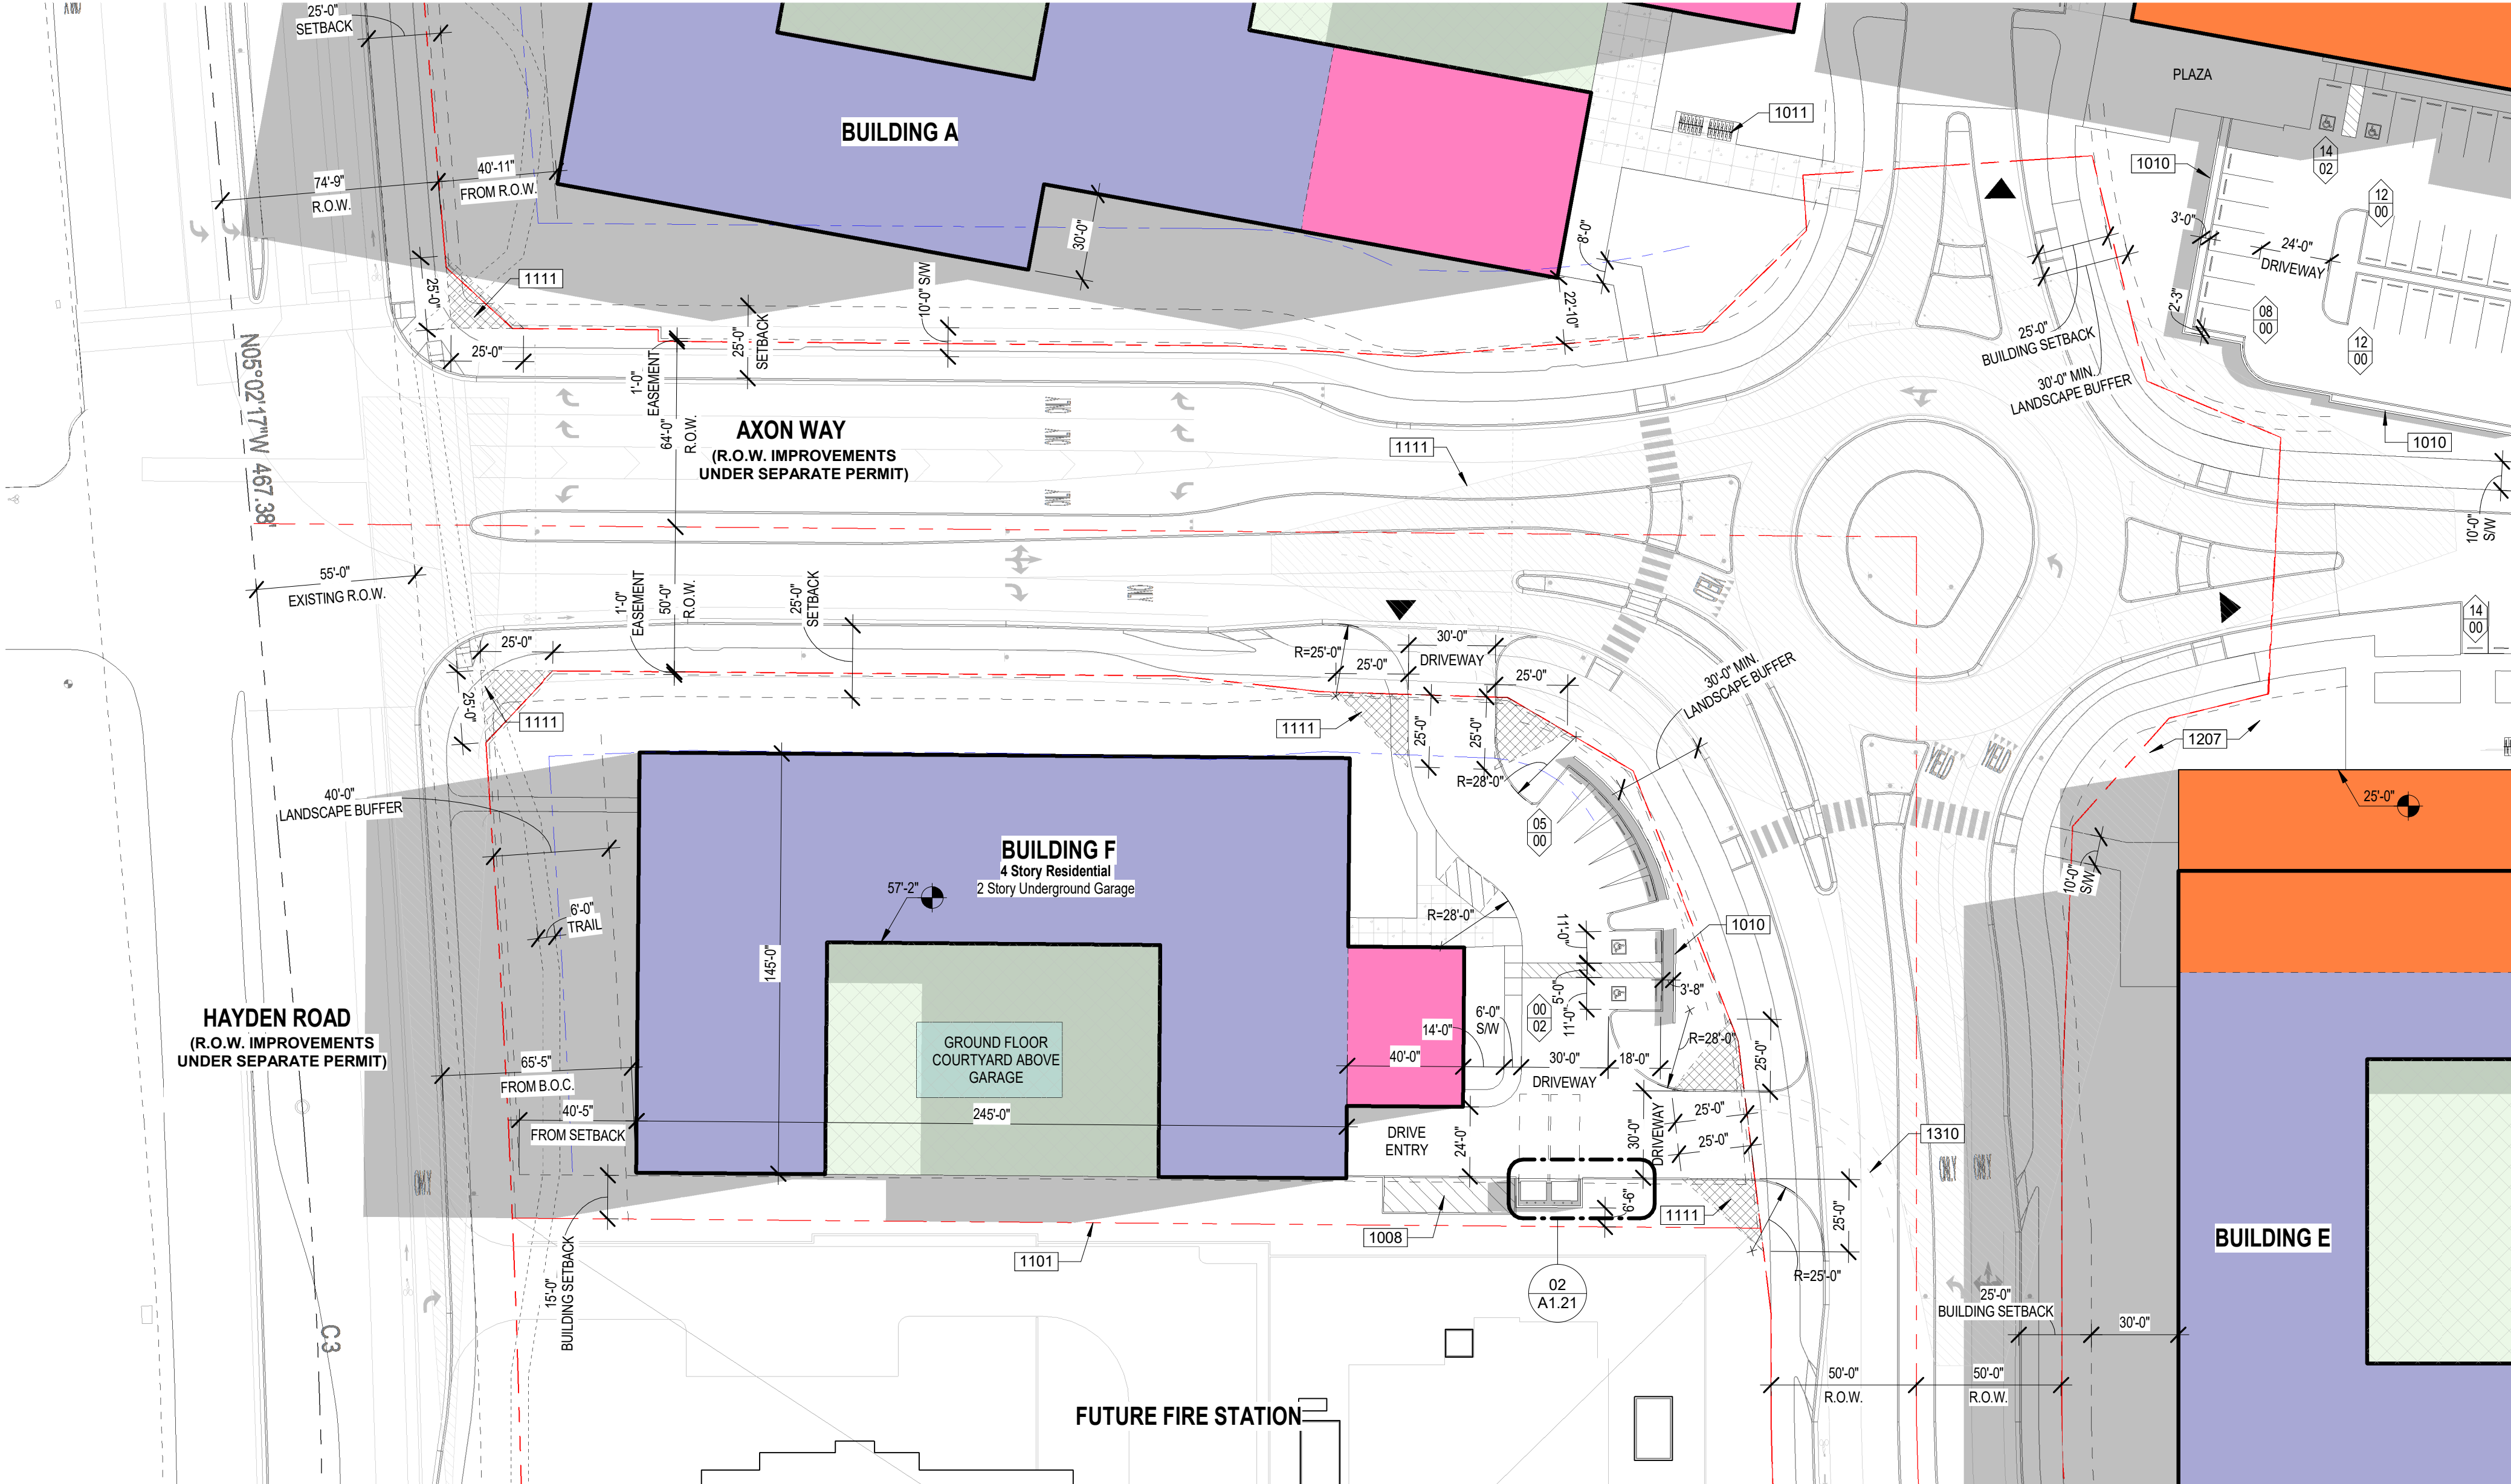 25'-0"
SETBACK
BUILDING A
74'-9"
R.O.W.
40'-11"
FROM R.O.W.
30'-0"
1011
PLAZA
14
02
1010
12
00
3'-0"
24'-0"
DRIVEWAY
2'-3"
08
00
12
00
1010
8'-0"
22'-10"
25'-0"
BUILDING SETBACK
30'-0" MIN.
LANDSCAPE BUFFER
10'-0"
S/W
1111
25'-0"
25'-0"
10'-0" S/W
25'-0"
SETBACK
1'-0"
EASEMENT
64'-0"
R.O.W.
N05°02'17"W 467.38'
AXON WAY
(R.O.W. IMPROVEMENTS
UNDER SEPARATE PERMIT)
1111
55'-0"
EXISTING R.O.W.
1'-0"
EASEMENT
50'-0"
R.O.W.
25'-0"
SETBACK
25'-0"
25'-0"
1111
R=25'-0"
25'-0"
30'-0"
DRIVEWAY
25'-0"
30'-0" MIN.
LANDSCAPE BUFFER
1111
25'-0"
25'-0"
R=28'-0"
YIELD
YIELD
14
00
1207
25'-0"
40'-0"
LANDSCAPE BUFFER
05
00
BUILDING F
4 Story Residential
2 Story Underground Garage
57'-2"
6'-0"
TRAIL
145'-0"
R=28'-0"
11'-0"
1010
5'-0"
3'-8"
11'-0"
00
02
10'-0"
S/W
HAYDEN ROAD
(R.O.W. IMPROVEMENTS
UNDER SEPARATE PERMIT)
GROUND FLOOR
COURTYARD ABOVE
GARAGE
65'-5"
FROM B.O.C.
14'-0"
6'-0"
S/W
40'-0"
30'-0"
DRIVEWAY
18'-0"
R=28'-0"
25'-0"
40'-5"
FROM SETBACK
245'-0"
DRIVE
ENTRY
24'-0"
30'-0"
DRIVEWAY
25'-0"
25'-0"
1310
15'-0"
BUILDING SETBACK
1101
1008
6'-6"
1111
25'-0"
R=25'-0"
02
A1.21
BUILDING E
25'-0"
BUILDING SETBACK
30'-0"
C3
50'-0"
R.O.W.
50'-0"
R.O.W.
FUTURE FIRE STATION